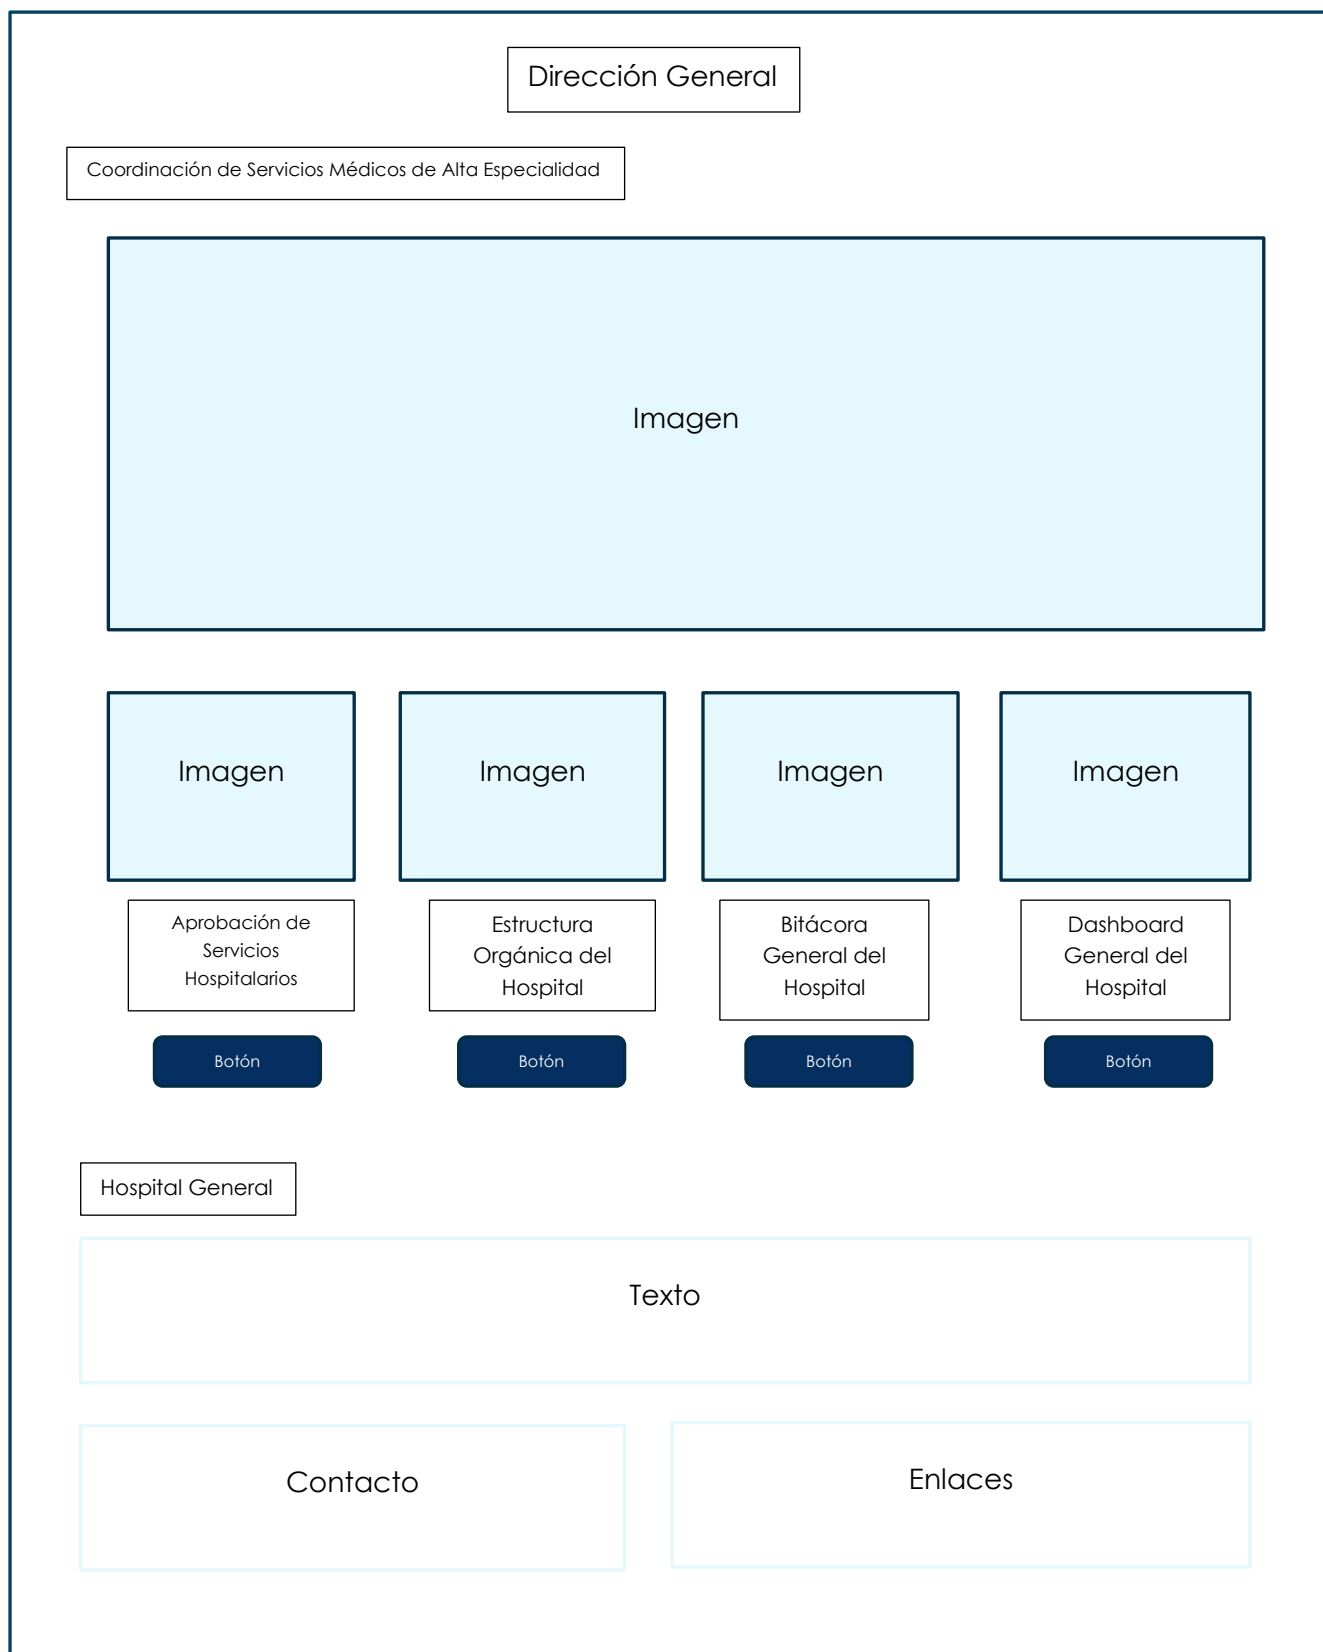 Dirección General
Coordinación de Servicios Médicos de Alta Especialidad
Imagen
Imagen
Imagen
Imagen
Imagen
Aprobación de
Servicios
Hospitalarios
Estructura
Orgánica del
Hospital
Bitácora
General del
Hospital
Dashboard
General del
Hospital
Botón
Botón
Botón
Botón
Hospital General
Texto
Contacto
Enlaces